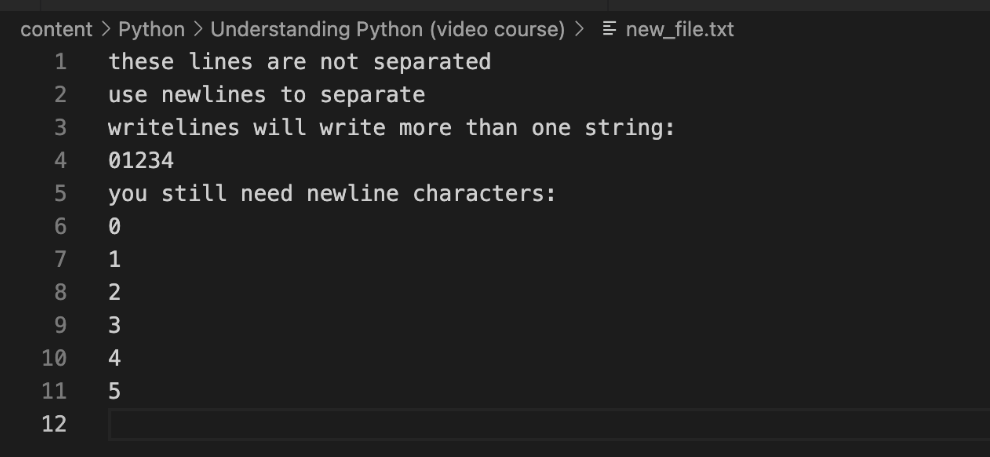 content > Python > Understanding Python (video course) > new_file.txt
1 these lines are not separated
2 use newlines to separate
3 writelines will write more than one string:
4 01234
5 you still need newline characters:
6 0
7 1
8 2
9 3
10 4
11 5
12